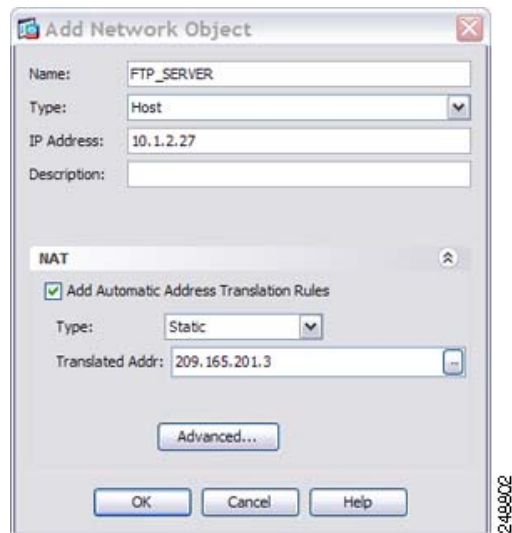 Add Network Object
Name: FTP_SERVER
Type: Host
IP Address: 10.1.2.27
Description:
NAT
Add Automatic Address Translation Rules
Type: Static
Translated Addr: 209.165.201.3 ...
Advanced...
OK Cancel Help
248802